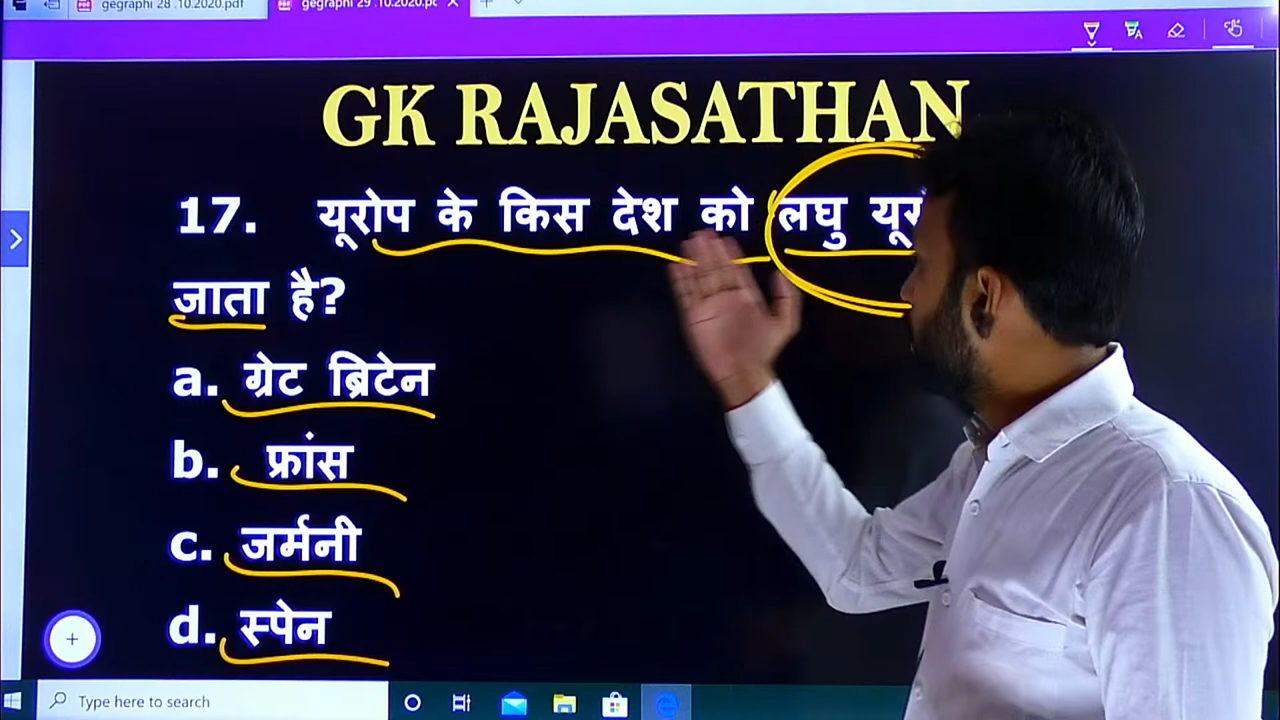 gegraphi 28 .10.2020.pdf
gegraphi 29 .10.2020.pc
GK RAJASATHAN
17. यूरोप के किस देश को लघु
जाता है?
a. ग्रेट ब्रिटेन
b. फ्रांस
c. जर्मनी
d. स्पेन
Type here to search